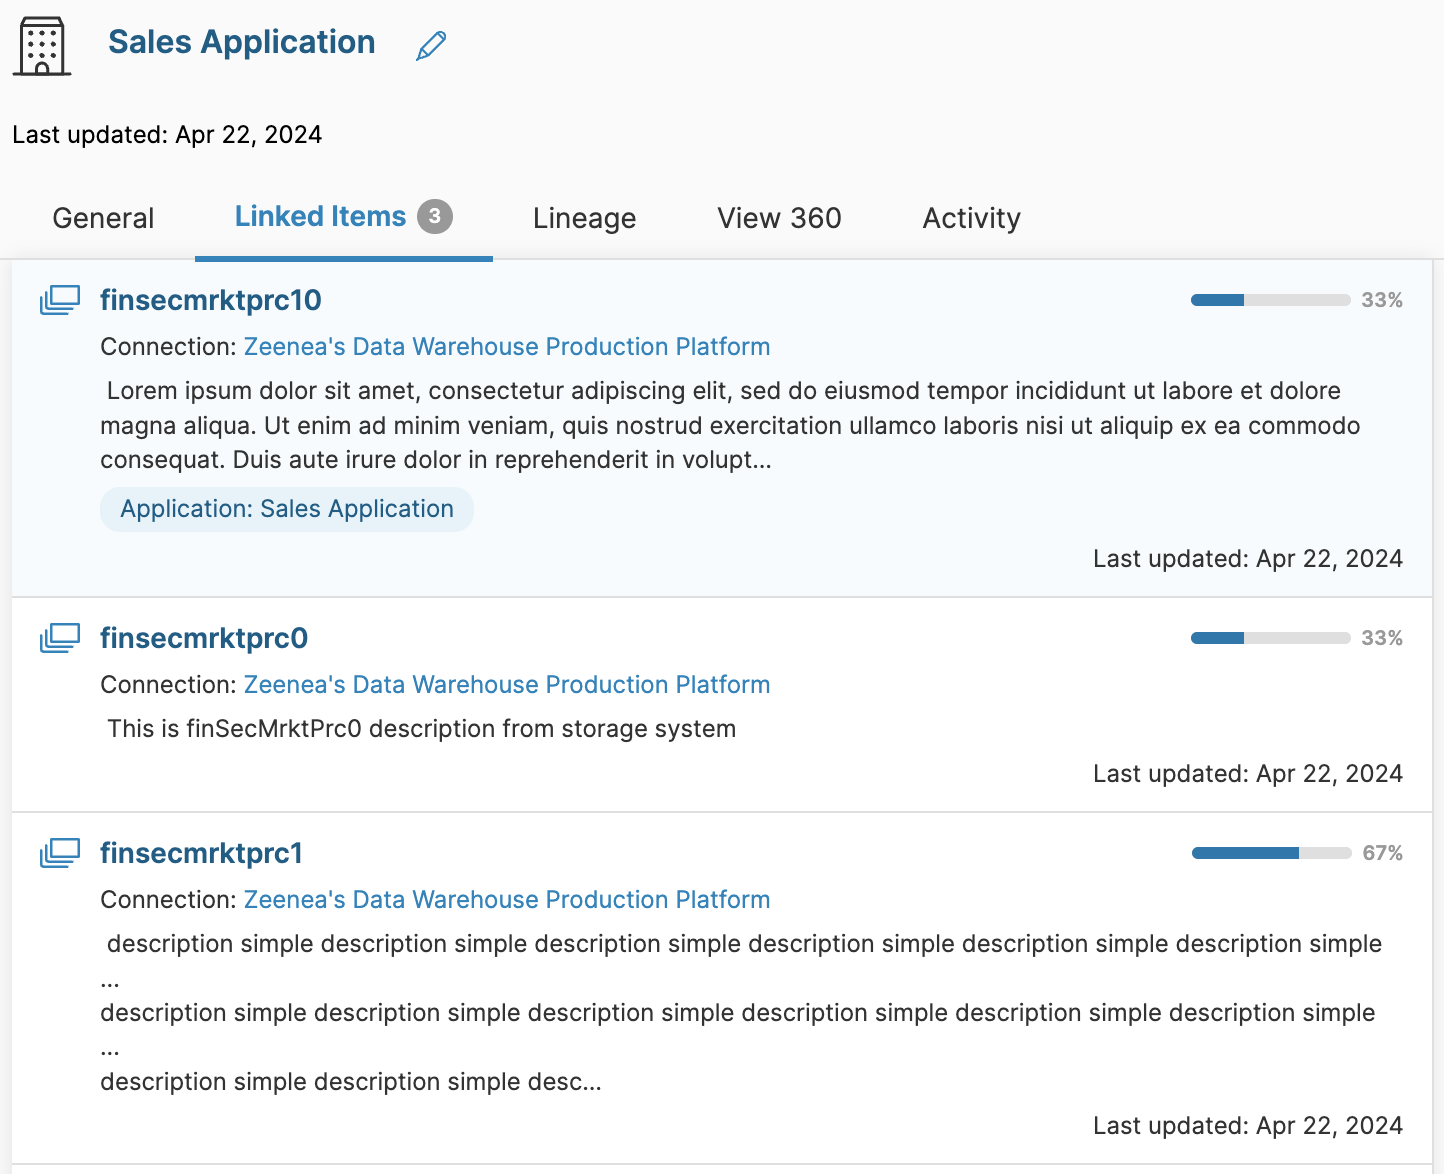 Sales Application
Last updated: Apr 22, 2024
General
Linked Items 3
Lineage
View 360
Activity
finsecmrktprc10
33%
Connection: Zeenea's Data Warehouse Production Platform
Lorem ipsum dolor sit amet, consectetur adipiscing elit, sed do eiusmod tempor incididunt ut labore et dolore
magna aliqua. Ut enim ad minim veniam, quis nostrud exercitation ullamco laboris nisi ut aliquip ex ea commodo
consequat. Duis aute irure dolor in reprehenderit in volupt...
Application: Sales Application
Last updated: Apr 22, 2024
finsecmrktprc0
33%
Connection: Zeenea's Data Warehouse Production Platform
This is finSecMrktPrc0 description from storage system
Last updated: Apr 22, 2024
finsecmrktprc1
67%
Connection: Zeenea's Data Warehouse Production Platform
description simple description simple description simple description simple description simple description simple
...
description simple description simple description simple description simple description simple description simple
...
description simple description simple desc...
Last updated: Apr 22, 2024